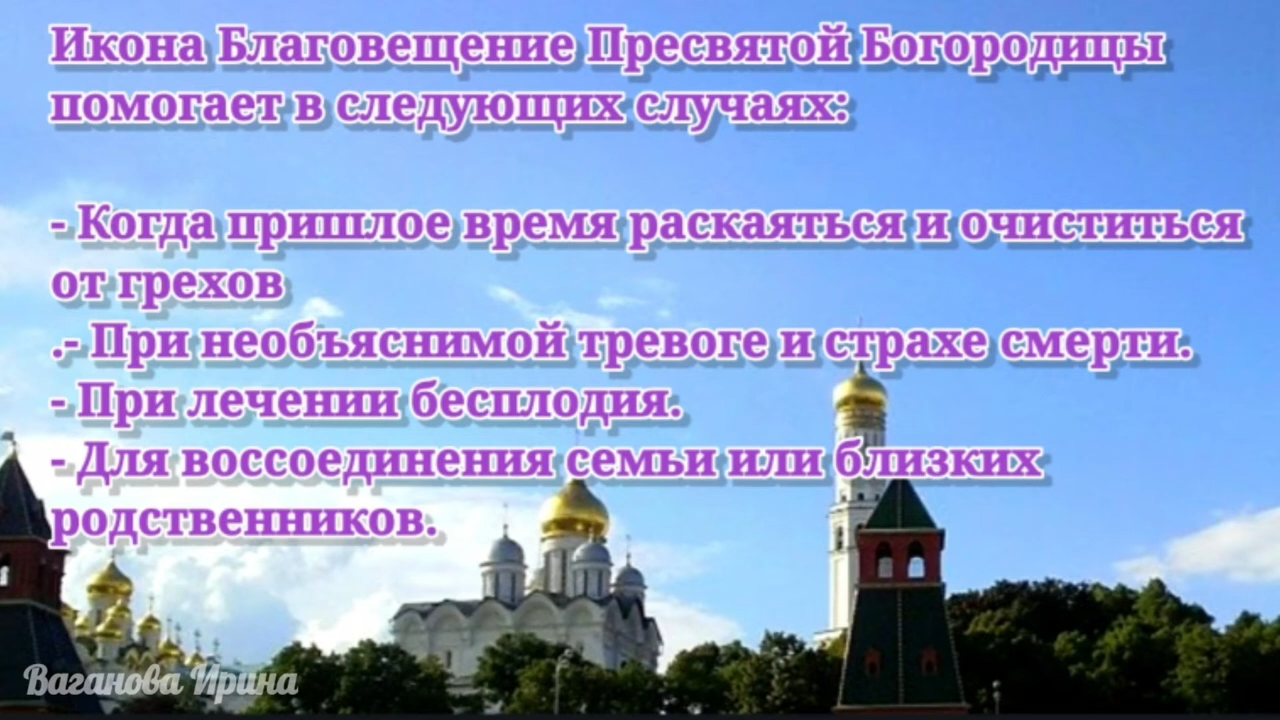 Икона Благовещение Пресвятой Богородицы
помогает в следующих случаях:
- Когда пришлое время раскаяться и очиститься
от грехов
.- При необъяснимой тревоге и страхе смерти.
- При лечении бесплодия.
- Для воссоединения семьи или близких
родственников.
Ваганова Ирина